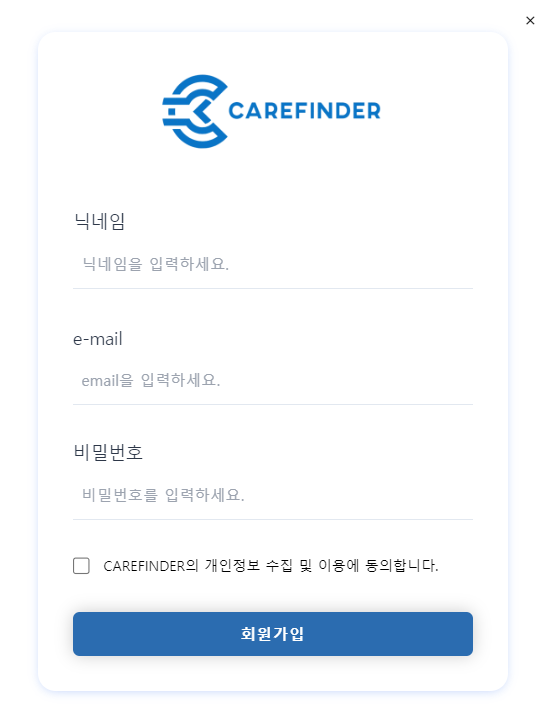 ×
CAREFINDER
닉네임
닉네임을 입력하세요.
e-mail
email을 입력하세요.
비밀번호
비밀번호를 입력하세요.
CAREFINDER의 개인정보 수집 및 이용에 동의합니다.
회원가입